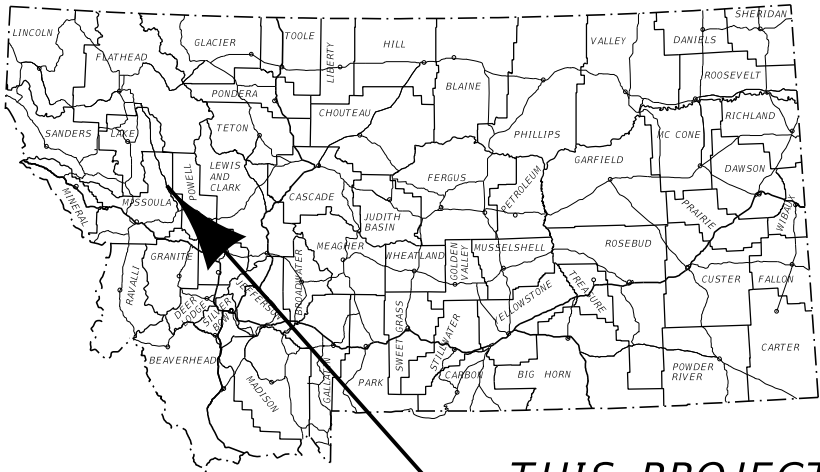 SHERIDAN
LINCOLN
GLACIER
TOOLE
LIBERTY
HILL
VALLEY
DANIELS
FLATHEAD
ROOSEVELT
PONDERA
BLAINE
CHOUTEAU
RICHLAND
SANDERS
LAKE
TETON
PHILLIPS
MC CONE
GARFIELD
DAWSON
LEWIS
AND
CLARK
POWELL
FERGUS
PETROLEUM
CASCADE
MINERAL
MISSOULA
JUDITH
BASIN
PRAIRIE
WIBAUX
MEAGHER
WHEATLAND
GOLDEN
VALLEY
MUSSELSHELL
ROSEBUD
GRANITE
RAVALLI
BROADWATER
JEFFERSON
DEER
LODGE
SILVER
BOW
YELLOWSTONE
TREASURE
CUSTER
FALLON
SWEET GRASS
STILLWATER
CARTER
BEAVERHEAD
MADISON
GALLATIN
PARK
CARBON
BIG HORN
POWDER
RIVER
THIS PROJECT